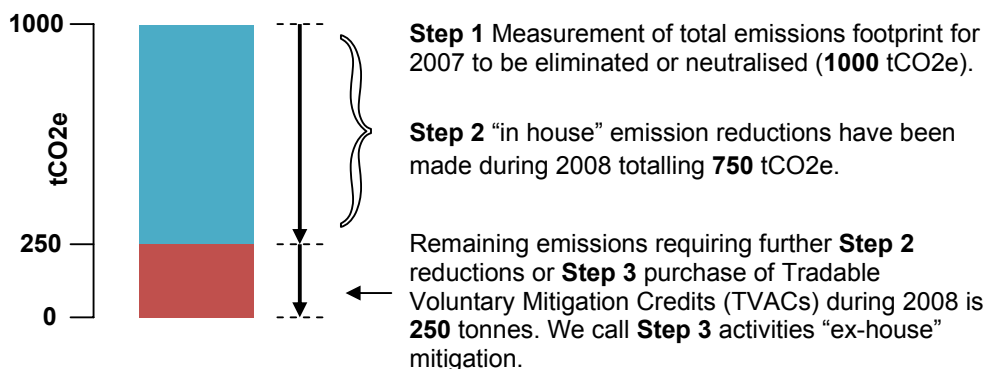 1000
250
0
tCO2e
Step 1 Measurement of total emissions footprint for
2007 to be eliminated or neutralised (1000 tCO2e).
Step 2 “in house” emission reductions have been
made during 2008 totalling 750 tCO2e.
Remaining emissions requiring further Step 2
reductions or Step 3 purchase of Tradable
Voluntary Mitigation Credits (TVACs) during 2008 is
250 tonnes. We call Step 3 activities “ex-house”
mitigation.